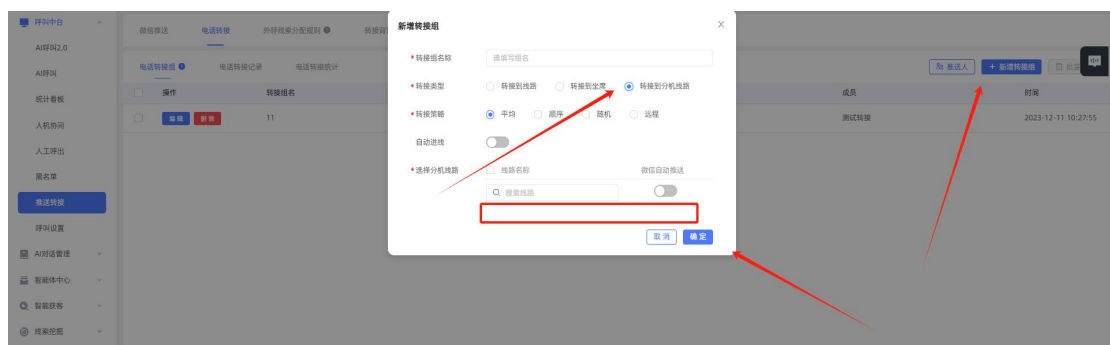 呼叫中台
AI呼叫2.0
AI呼叫
统计看板
人机协同
人工呼出
黑名单
推送转接
呼叫设置
AI对话管理
智能体中心
智能获客
线索挖掘
微信推送 电话转接 外呼线索分配规则 转接背
电话转接组 电话转接记录 电话转接统计
&推送人 + 新增转接组
操作 转接组名 成员 时间
编辑 删除 11 测试转接 2023-12-11 10:27:55
新增转接组
* 转接组名称 请填写组名
* 转接类型 转接到线路 转接到坐席 转接到分机线路
* 转接策略 平均 顺序 随机 远程
自动进线
* 选择分机线路 线路名称 微信自动推送
搜索线路
取消 确定